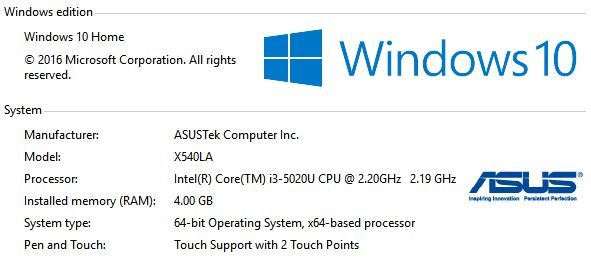 Windows edition
Windows 10 Home
© 2016 Microsoft Corporation. All rights
reserved.
Windows 10
System
Manufacturer: ASUSTek Computer Inc.
Model: X540LA
Processor: Intel(R) Core(TM) i3-5020U CPU @ 2.20GHz 2.19 GHz
Installed memory (RAM): 4.00 GB
System type: 64-bit Operating System, x64-based processor
Pen and Touch: Touch Support with 2 Touch Points
ASUS
Inspiring Innovation Persistent Perfection